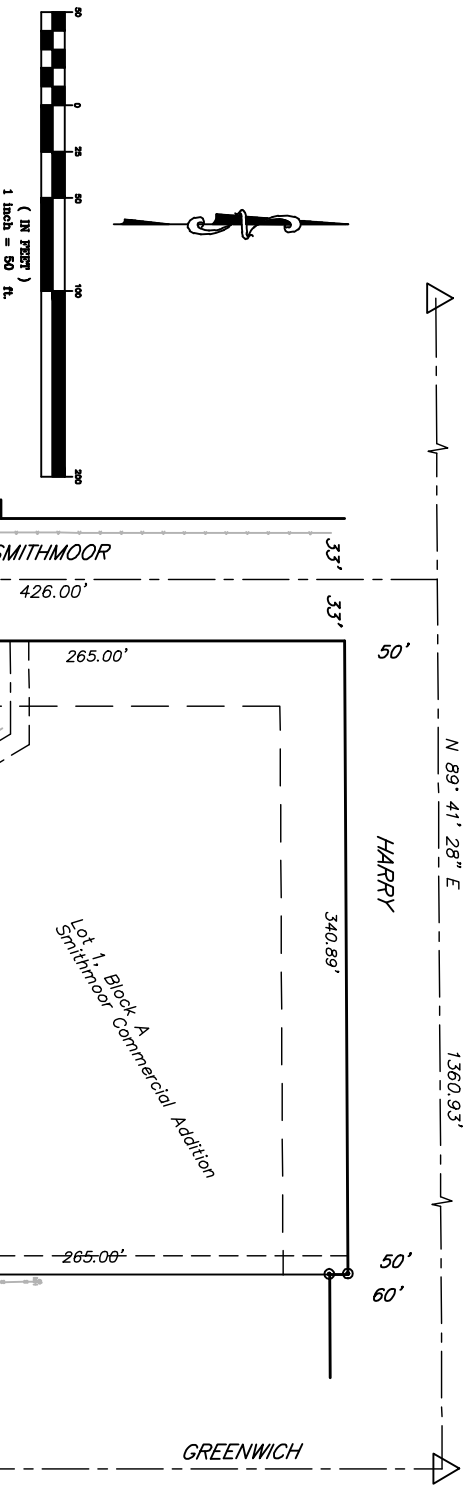 50
0
25
50
100
200
( IN FEET )
1 inch = 50 ft.
SMITHMOOR
426.00'
33'
33'
265.00'
50'
N 89° 41' 28" E
HARRY
340.89'
Lot 1, Block A
Smithmoor Commercial Addition
1360.93'
265.00'
50'
60'
GREENWICH